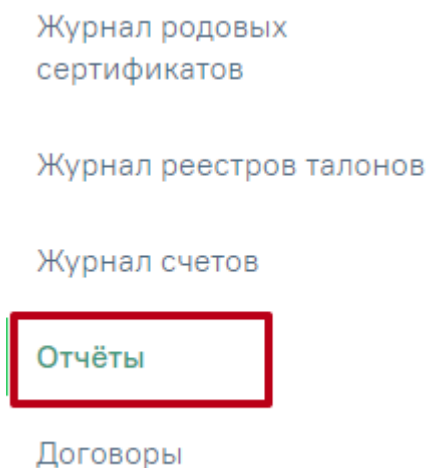 Журнал родовых
сертификатов
Журнал реестров талонов
Журнал счетов
Отчёты
Договоры